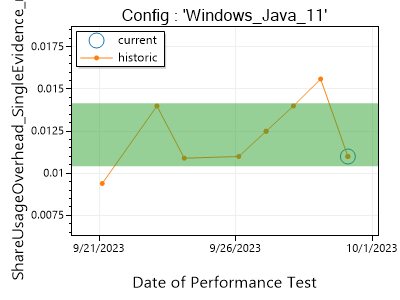 Config : 'Windows_Java_11'
ShareUsageOverhead_SingleEvidence_
current
historic
0.0175
0.015
0.0125
0.01
0.0075
9/21/2023
9/26/2023
10/1/2023
Date of Performance Test